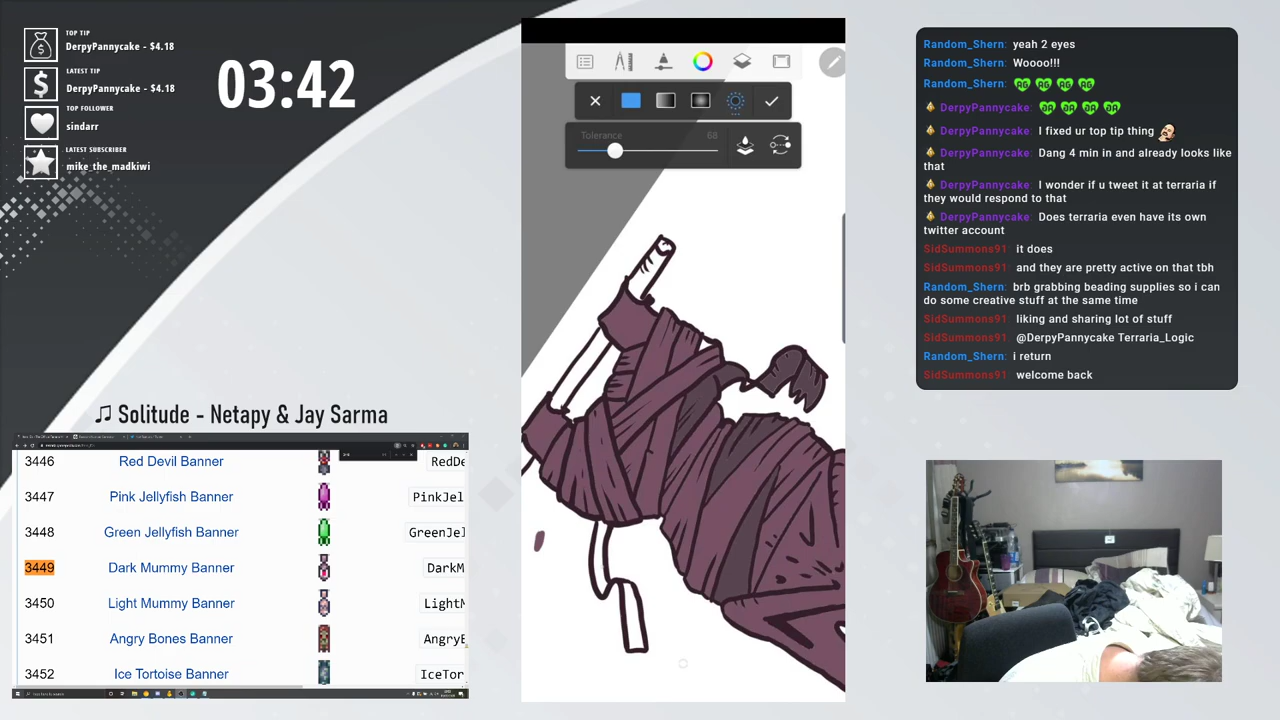 TOP TIP
DerpyPannycake - $4.18
LATEST TIP
DerpyPannycake - $4.18
TOP FOLLOWER
sindarr
LATEST SUBSCRIBER
mike_the_madkiwi
03:42
♫ Solitude - Netapy & Jay Sarma
3446 Red Devil Banner RedDe
3447 Pink Jellyfish Banner PinkJel
3448 Green Jellyfish Banner GreenJel
3449 Dark Mummy Banner DarkM
3450 Light Mummy Banner LightM
3451 Angry Bones Banner AngryB
3452 Ice Tortoise Banner IceTor
Tolerance 68
Random_Shern: yeah 2 eyes
Random_Shern: Woooo!!!
Random_Shern:
DerpyPannycake:
DerpyPannycake: I fixed ur top tip thing
DerpyPannycake: Dang 4 min in and already looks like
that
DerpyPannycake: I wonder if u tweet it at terraria if
they would respond to that
DerpyPannycake: Does terraria even have its own
twitter account
SidSummons91: it does
SidSummons91: and they are pretty active on that tbh
Random_Shern: brb grabbing beading supplies so i can
do some creative stuff at the same time
SidSummons91: liking and sharing lot of stuff
SidSummons91: @DerpyPannycake Terraria_Logic
Random_Shern: i return
SidSummons91: welcome back